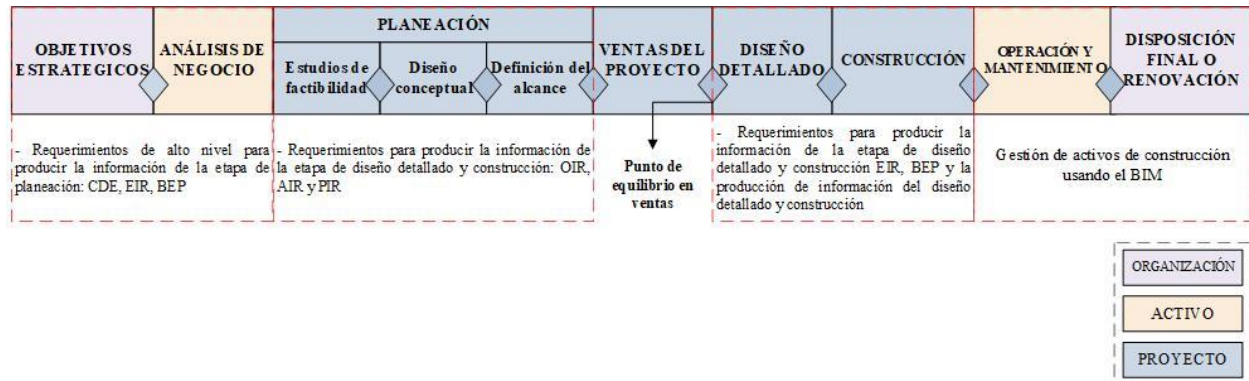 OBJETIVOS
ESTRATEGICOS
ANÁLISIS DE
NEGOCIO
PLANEACIÓN
Estudios de
factibilidad
Diseño
conceptual
Definición del
alcance
VENTAS DEL
PROYECTO
DISEÑO
DETALLADO
CONSTRUCCIÓN
OPERACIÓN Y
MANTENIMIENTO
DISPOSICIÓN
FINAL O
RENOVACIÓN
- Requerimientos de alto nivel para
producir la información de la etapa de
planeación: CDE, EIR, BEP
- Requerimientos para producir la información de
la etapa de diseño detallado y construcción: OIR,
AIR y PIR
Punto de
equilibrio en
ventas
- Requerimientos para producir la
información de la etapa de diseño
detallado y construcción EIR, BEP y la
producción de información del diseño
detallado y construcción
Gestión de activos de construcción
usando el BIM
ORGANIZACIÓN
ACTIVO
PROYECTO